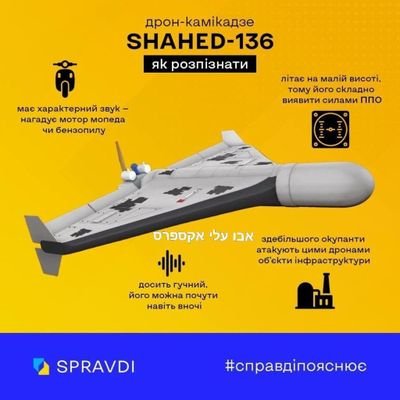 дрон-камікадзе
SHAHED-136
як розпізнати
має характерний звук –
нагадує мотор мопеда
чи бензопилу
літає на малій висоті,
тому його складно
виявити силами ППО
אבו עלי אקספרס
досить гучний,
його можна почути
навіть вночі
здебільшого окупанти
атакують цими дронами
об'єкти інфраструктури
SPRAVDI
#справдіпояснює